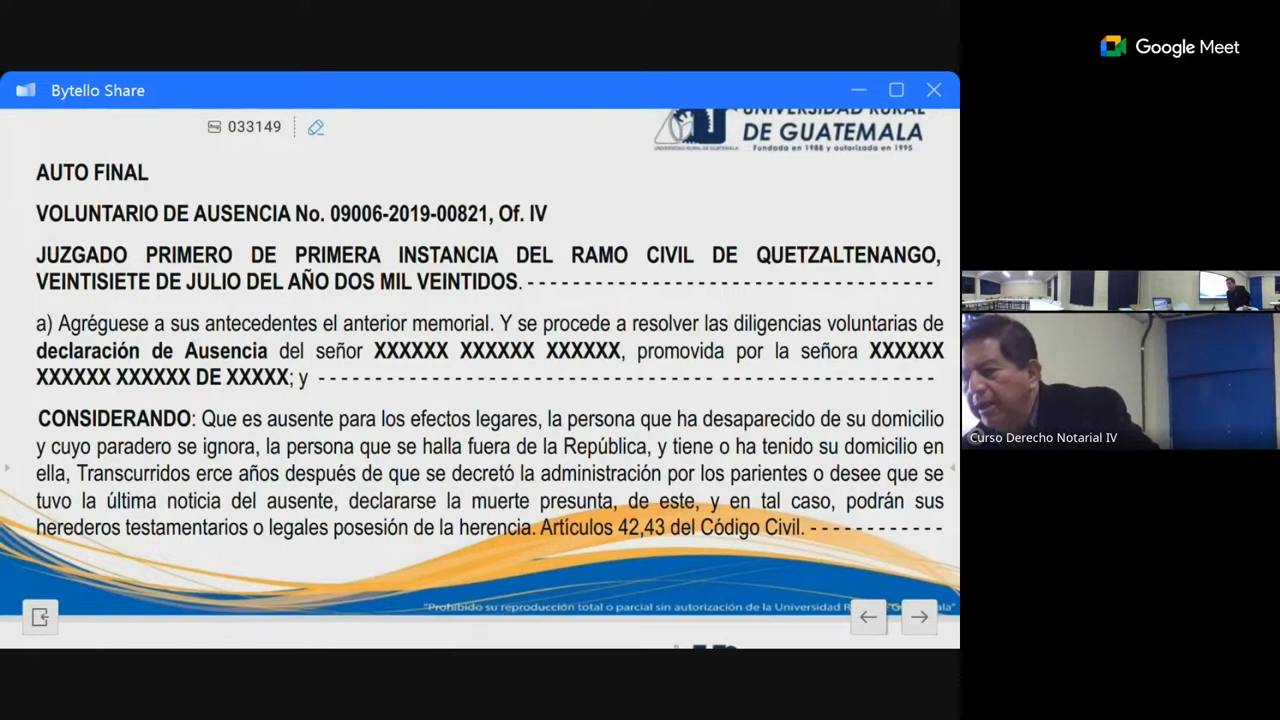 Google Meet
Bytello Share
033149
UNIVERSIDAD RURAL
DE GUATEMALA
UNIVERSIDAD RURAL DE GUATEMALA
Fundada en 1988 y autorizada en 1995
AUTO FINAL
VOLUNTARIO DE AUSENCIA No. 09006-2019-00821, Of. IV
JUZGADO PRIMERO DE PRIMERA INSTANCIA DEL RAMO CIVIL DE QUETZALTENANGO,
VEINTISIETE DE JULIO DEL AÑO DOS MIL VEINTIDOS. - - - - - - - - - - - - - - - - - - - - - - - - - - - - - - - - - - -
a) Agréguese a sus antecedentes el anterior memorial. Y se procede a resolver las diligencias voluntarias de
declaración de Ausencia del señor XXXXXX XXXXXX XXXXXX, promovida por la señora XXXXXX
XXXXXX XXXXXX DE XXXXX; y - - - - - - - - - - - - - - - - - - - - - - - - - - - - - - - - - - - - - - - - - - - - - - - - - - - - -
CONSIDERANDO: Que es ausente para los efectos legares, la persona que ha desaparecido de su domicilio
y cuyo paradero se ignora, la persona que se halla fuera de la República, y tiene o ha tenido su domicilio en
ella, Transcurridos erce años después de que se decretó la administración por los parientes o desee que se
tuvo la última noticia del ausente, declararse la muerte presunta, de este, y en tal caso, podrán sus
herederos testamentarios o legales posesión de la herencia. Artículos 42,43 del Código Civil. - - - - - - - - - - - -
"Prohibido su reproducción total o parcial sin autorización de la Universidad
Curso Derecho Notarial IV